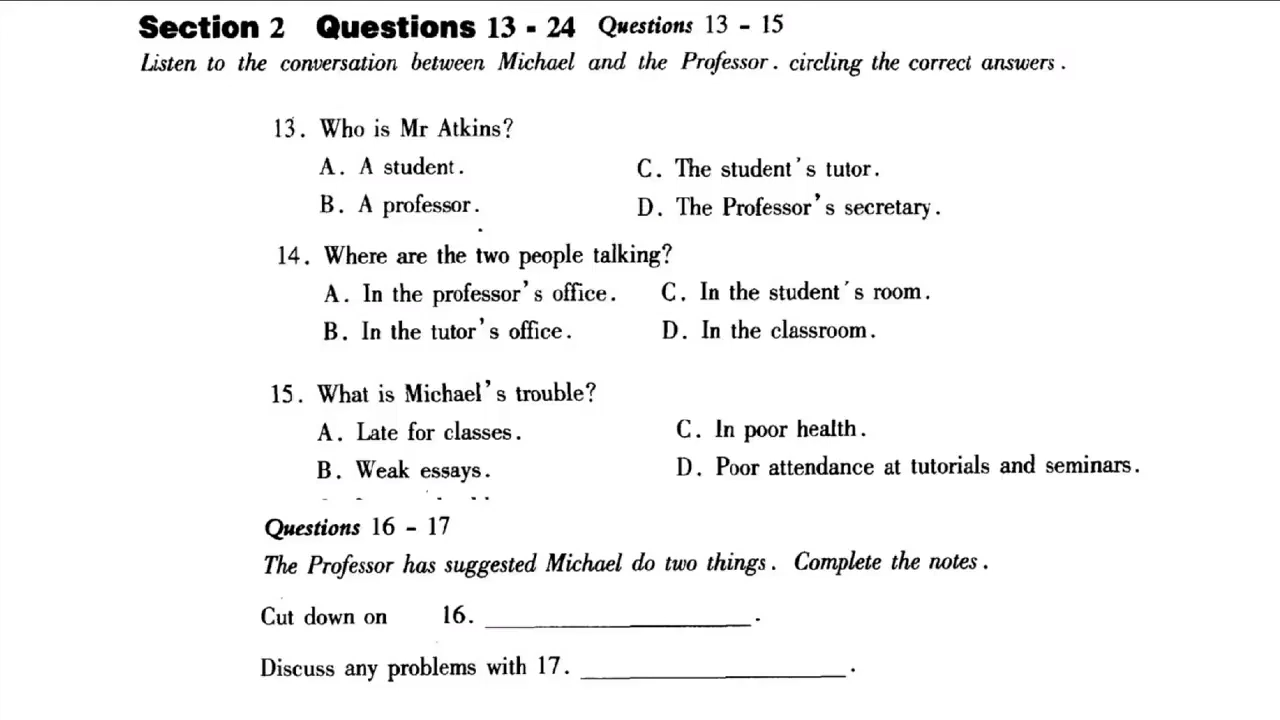 Section 2 Questions 13 - 24 Questions 13 - 15
Listen to the conversation between Michael and the Professor. circling the correct answers.
13. Who is Mr Atkins?
A. A student. C. The student's tutor.
B. A professor. D. The Professor's secretary.
14. Where are the two people talking?
A. In the professor's office. C. In the student's room.
B. In the tutor's office. D. In the classroom.
15. What is Michael's trouble?
A. Late for classes. C. In poor health.
B. Weak essays. D. Poor attendance at tutorials and seminars.
Questions 16 - 17
The Professor has suggested Michael do two things. Complete the notes.
Cut down on 16. ____________________.
Discuss any problems with 17. ____________________.